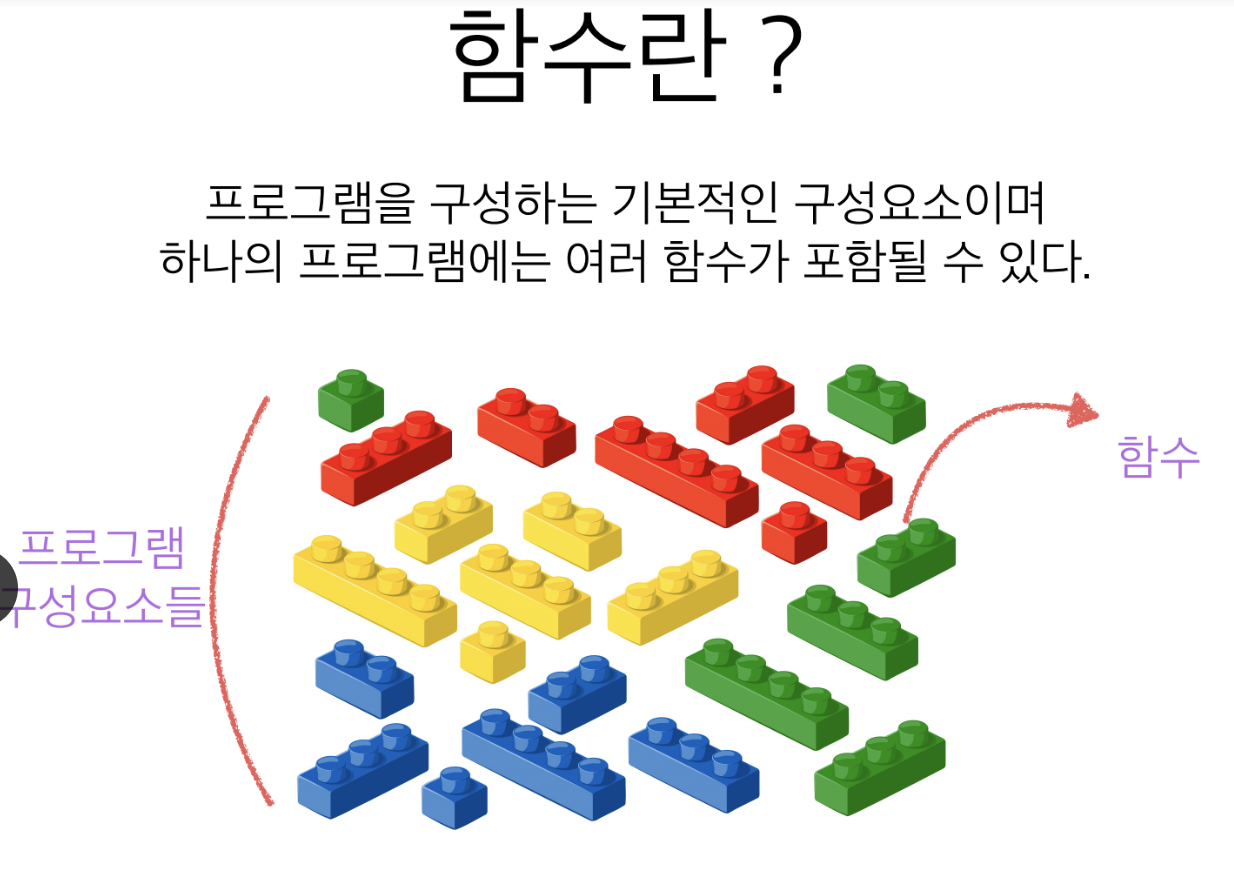 함수란 ?
프로그램을 구성하는 기본적인 구성요소이며
하나의 프로그램에는 여러 함수가 포함될 수 있다.
함수
프로그램
구성요소들